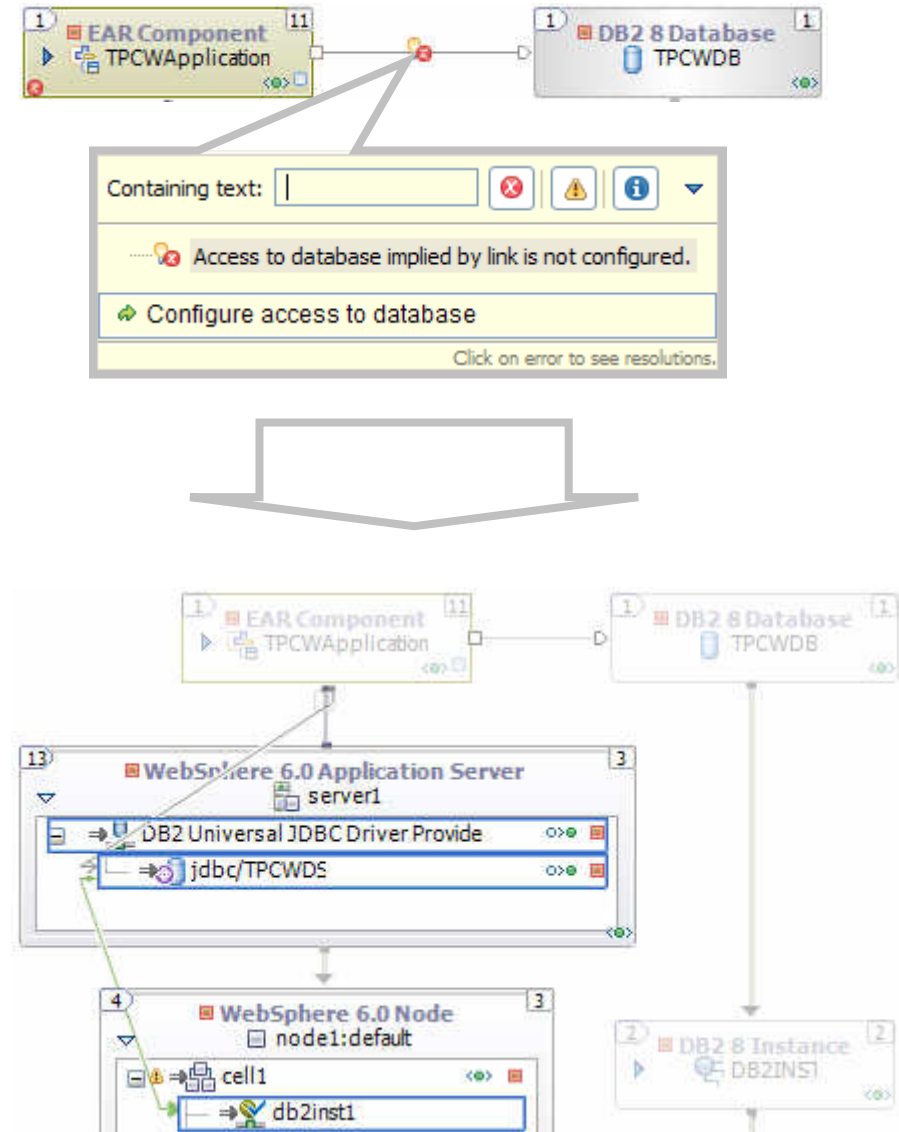 1 EAR Component 11
TPCWApplication
1 DB2 8 Database 1
TPCWDB
Containing text:
Access to database implied by link is not configured.
Configure access to database
Click on error to see resolutions.
1 EAR Component 11
TPCWApplication
1 DB2 8 Database 1
TPCWDB
1
13 WebSphere 6.0 Application Server 3
server1
DB2 Universal JDBC Driver Provide
jdbc/TPCWDS
4 WebSphere 6.0 Node 3
node1:default
cell1
db2inst1
2 DB2 8 Instance 2
DB2INST